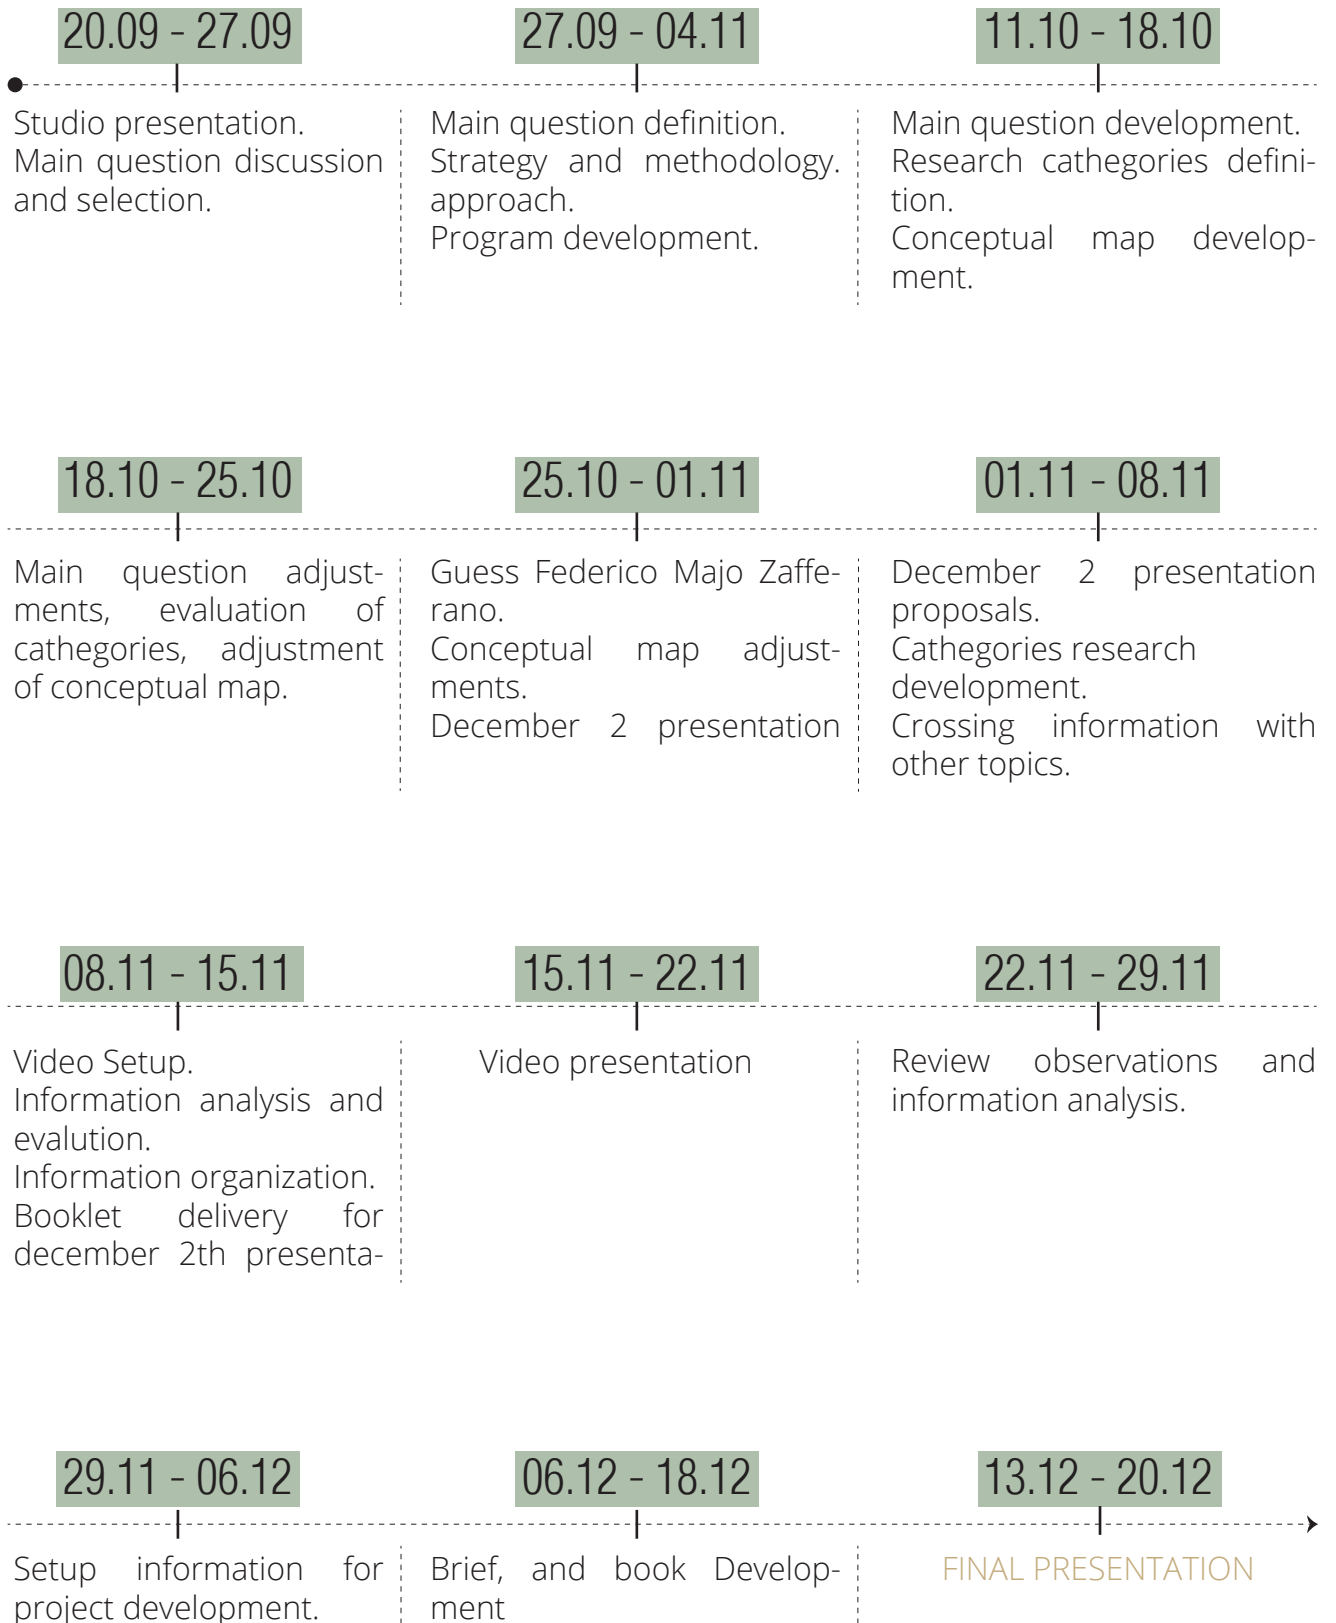 20.09 - 27.09
Studio presentation.
Main question discussion
and selection.
27.09 - 04.11
Main question definition.
Strategy and methodology.
approach.
Program development.
11.10 - 18.10
Main question development.
Research cathegories defini-
tion.
Conceptual map develop-
ment.
18.10 - 25.10
Main question adjust-
ments, evaluation of
cathegories, adjustment
of conceptual map.
25.10 - 01.11
Guess Federico Majo Zaffe-
rano.
Conceptual map adjust-
ments.
December 2 presentation
01.11 - 08.11
December 2 presentation
proposals.
Cathegories research
development.
Crossing information with
other topics.
08.11 - 15.11
Video Setup.
Information analysis and
evalution.
Information organization.
Booklet delivery for
december 2th presenta-
15.11 - 22.11
Video presentation
22.11 - 29.11
Review observations and
information analysis.
29.11 - 06.12
Setup information for
project development.
06.12 - 18.12
Brief, and book Develop-
ment
13.12 - 20.12
FINAL PRESENTATION